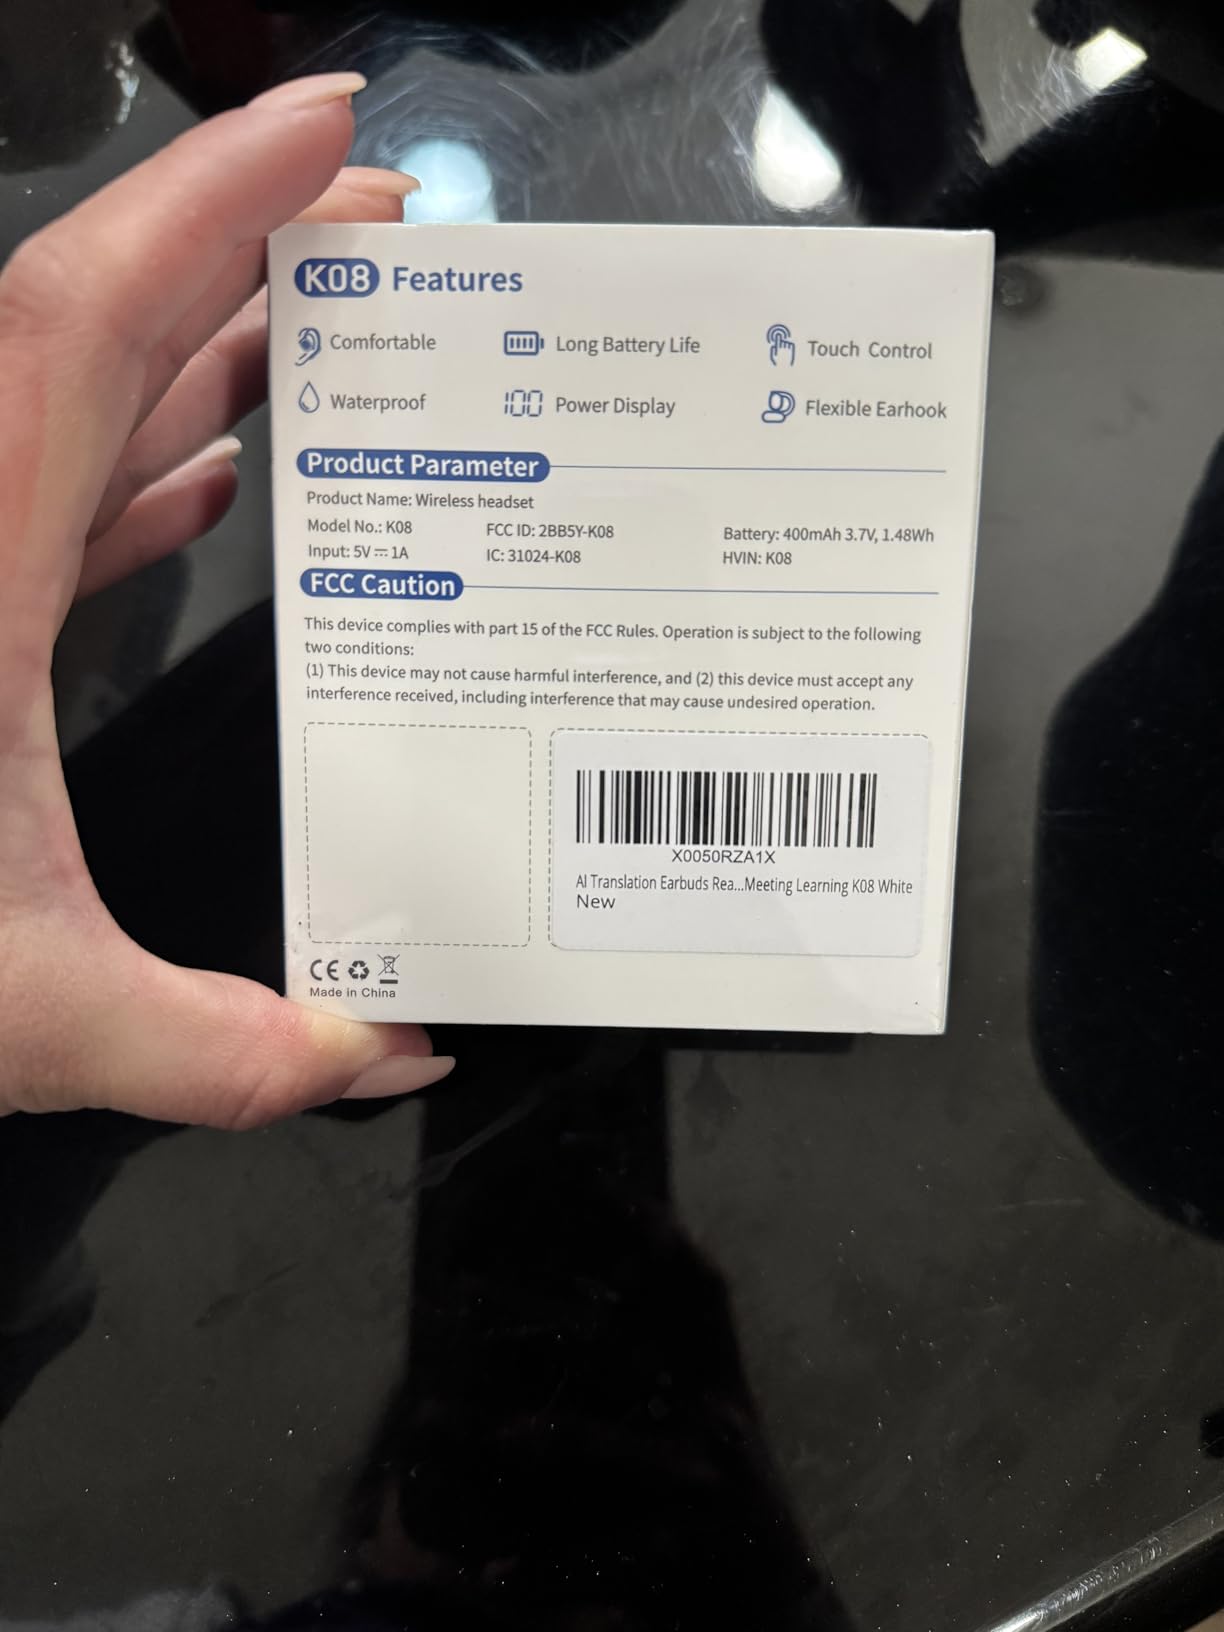 K08 Features
Comfortable Long Battery Life Touch Control
Waterproof 100 Power Display Flexible Earhook
Product Parameter
Product Name: Wireless headset
Model No.: K08 FCC ID: 2BB5Y-K08 Battery: 400mAh 3.7V, 1.48Wh
Input: 5V⎓1A IC: 31024-K08 HVIN: K08
FCC Caution
This device complies with part 15 of the FCC Rules. Operation is subject to the following
two conditions:
(1) This device may not cause harmful interference, and (2) this device must accept any
interference received, including interference that may cause undesired operation.
X0050RZA1X
AI Translation Earbuds Rea...Meeting Learning K08 White
New
CE
Made in China